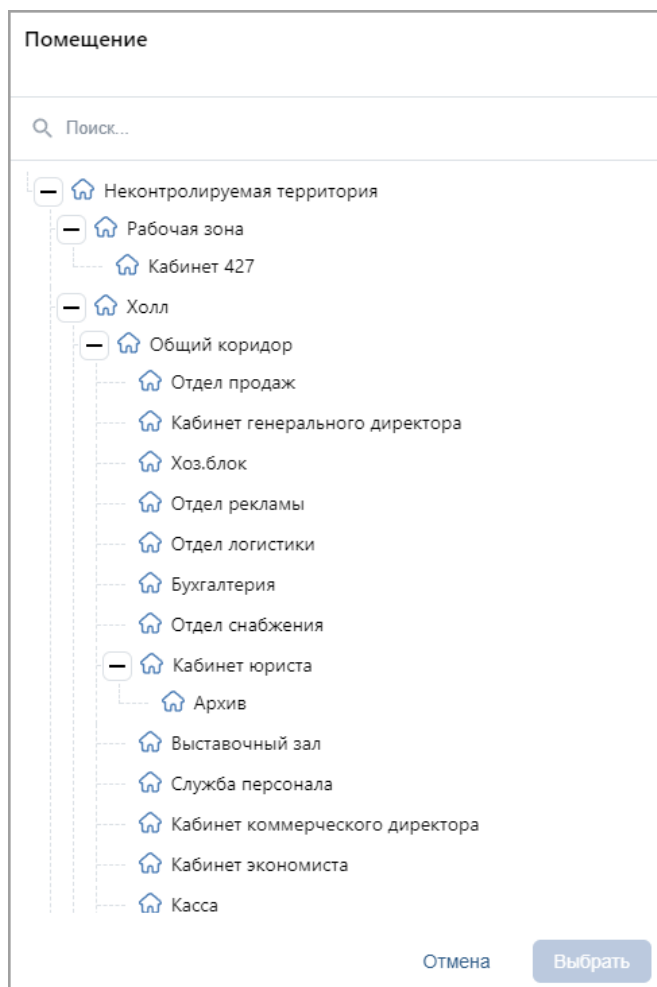 Помещение
Поиск...
Неконтролируемая территория
Рабочая зона
Кабинет 427
Холл
Общий коридор
Отдел продаж
Кабинет генерального директора
Хоз.блок
Отдел рекламы
Отдел логистики
Бухгалтерия
Отдел снабжения
Кабинет юриста
Архив
Выставочный зал
Служба персонала
Кабинет коммерческого директора
Кабинет экономиста
Касса
Отмена Выбрать